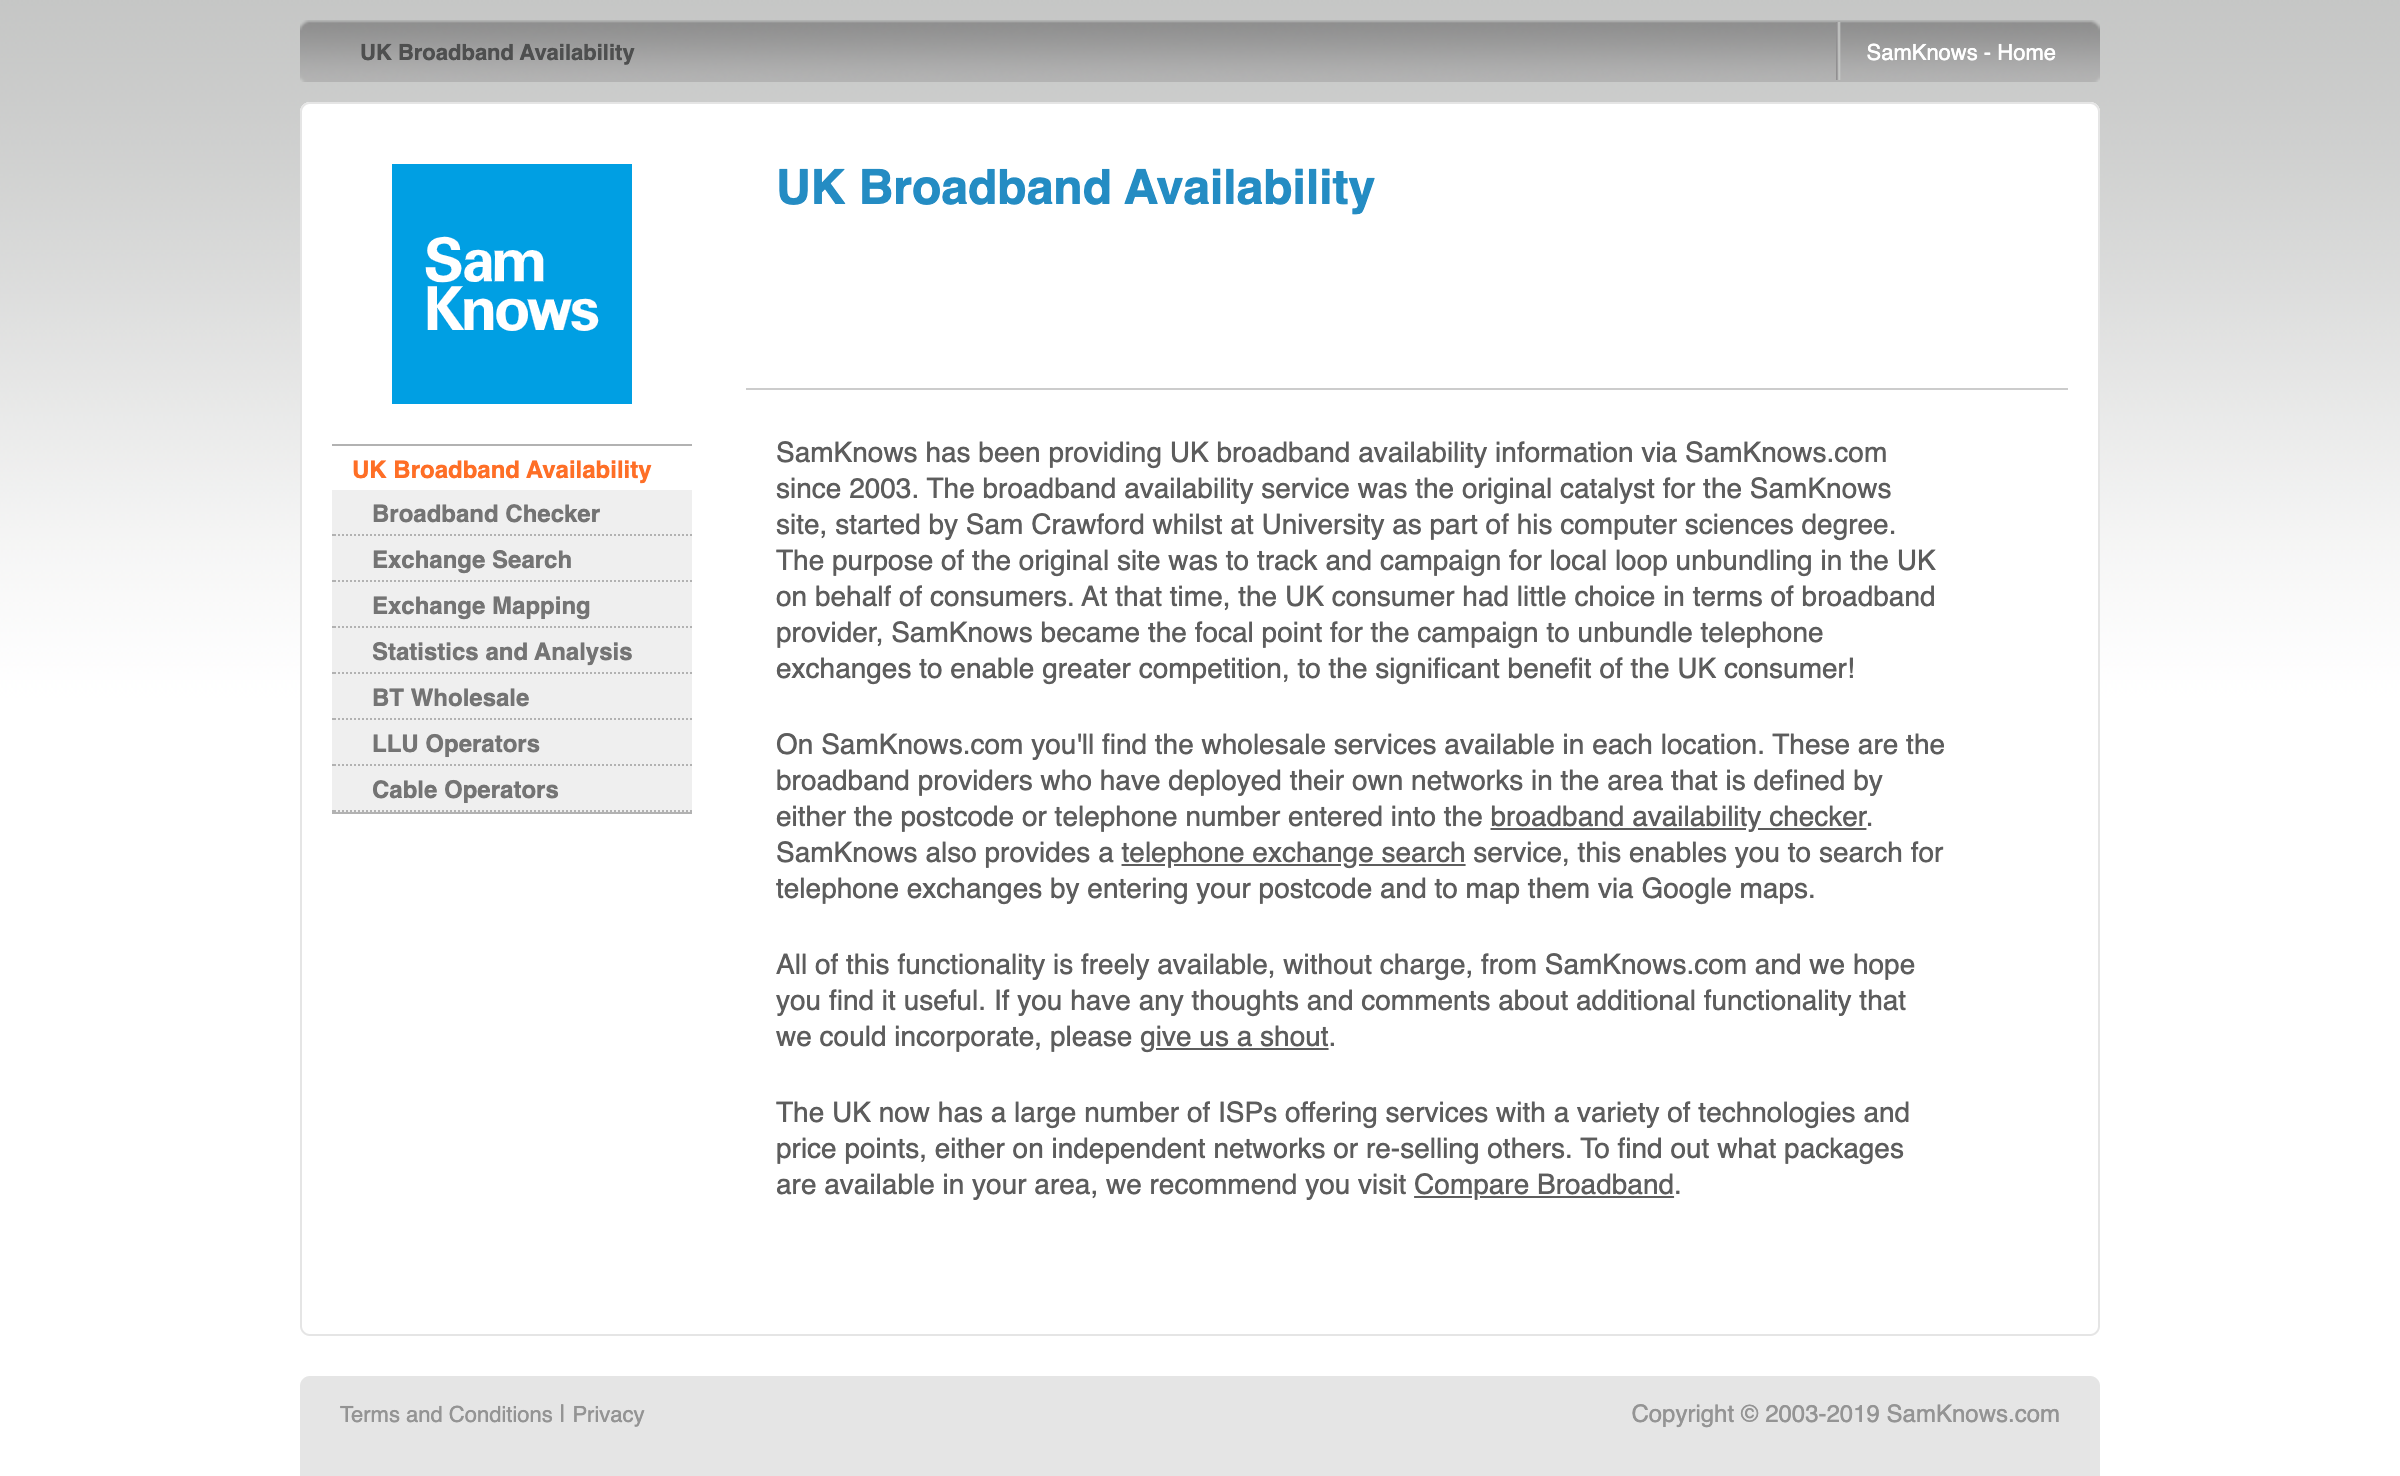 UK Broadband Availability
SamKnows - Home
Sam
Knows
UK Broadband Availability
Broadband Checker
Exchange Search
Exchange Mapping
Statistics and Analysis
BT Wholesale
LLU Operators
Cable Operators
UK Broadband Availability
SamKnows has been providing UK broadband availability information via SamKnows.com
since 2003. The broadband availability service was the original catalyst for the SamKnows
site, started by Sam Crawford whilst at University as part of his computer sciences degree.
The purpose of the original site was to track and campaign for local loop unbundling in the UK
on behalf of consumers. At that time, the UK consumer had little choice in terms of broadband
provider, SamKnows became the focal point for the campaign to unbundle telephone
exchanges to enable greater competition, to the significant benefit of the UK consumer!
On SamKnows.com you'll find the wholesale services available in each location. These are the
broadband providers who have deployed their own networks in the area that is defined by
either the postcode or telephone number entered into the broadband availability checker.
SamKnows also provides a telephone exchange search service, this enables you to search for
telephone exchanges by entering your postcode and to map them via Google maps.
All of this functionality is freely available, without charge, from SamKnows.com and we hope
you find it useful. If you have any thoughts and comments about additional functionality that
we could incorporate, please give us a shout.
The UK now has a large number of ISPs offering services with a variety of technologies and
price points, either on independent networks or re-selling others. To find out what packages
are available in your area, we recommend you visit Compare Broadband.
Terms and Conditions | Privacy
Copyright © 2003-2019 SamKnows.com